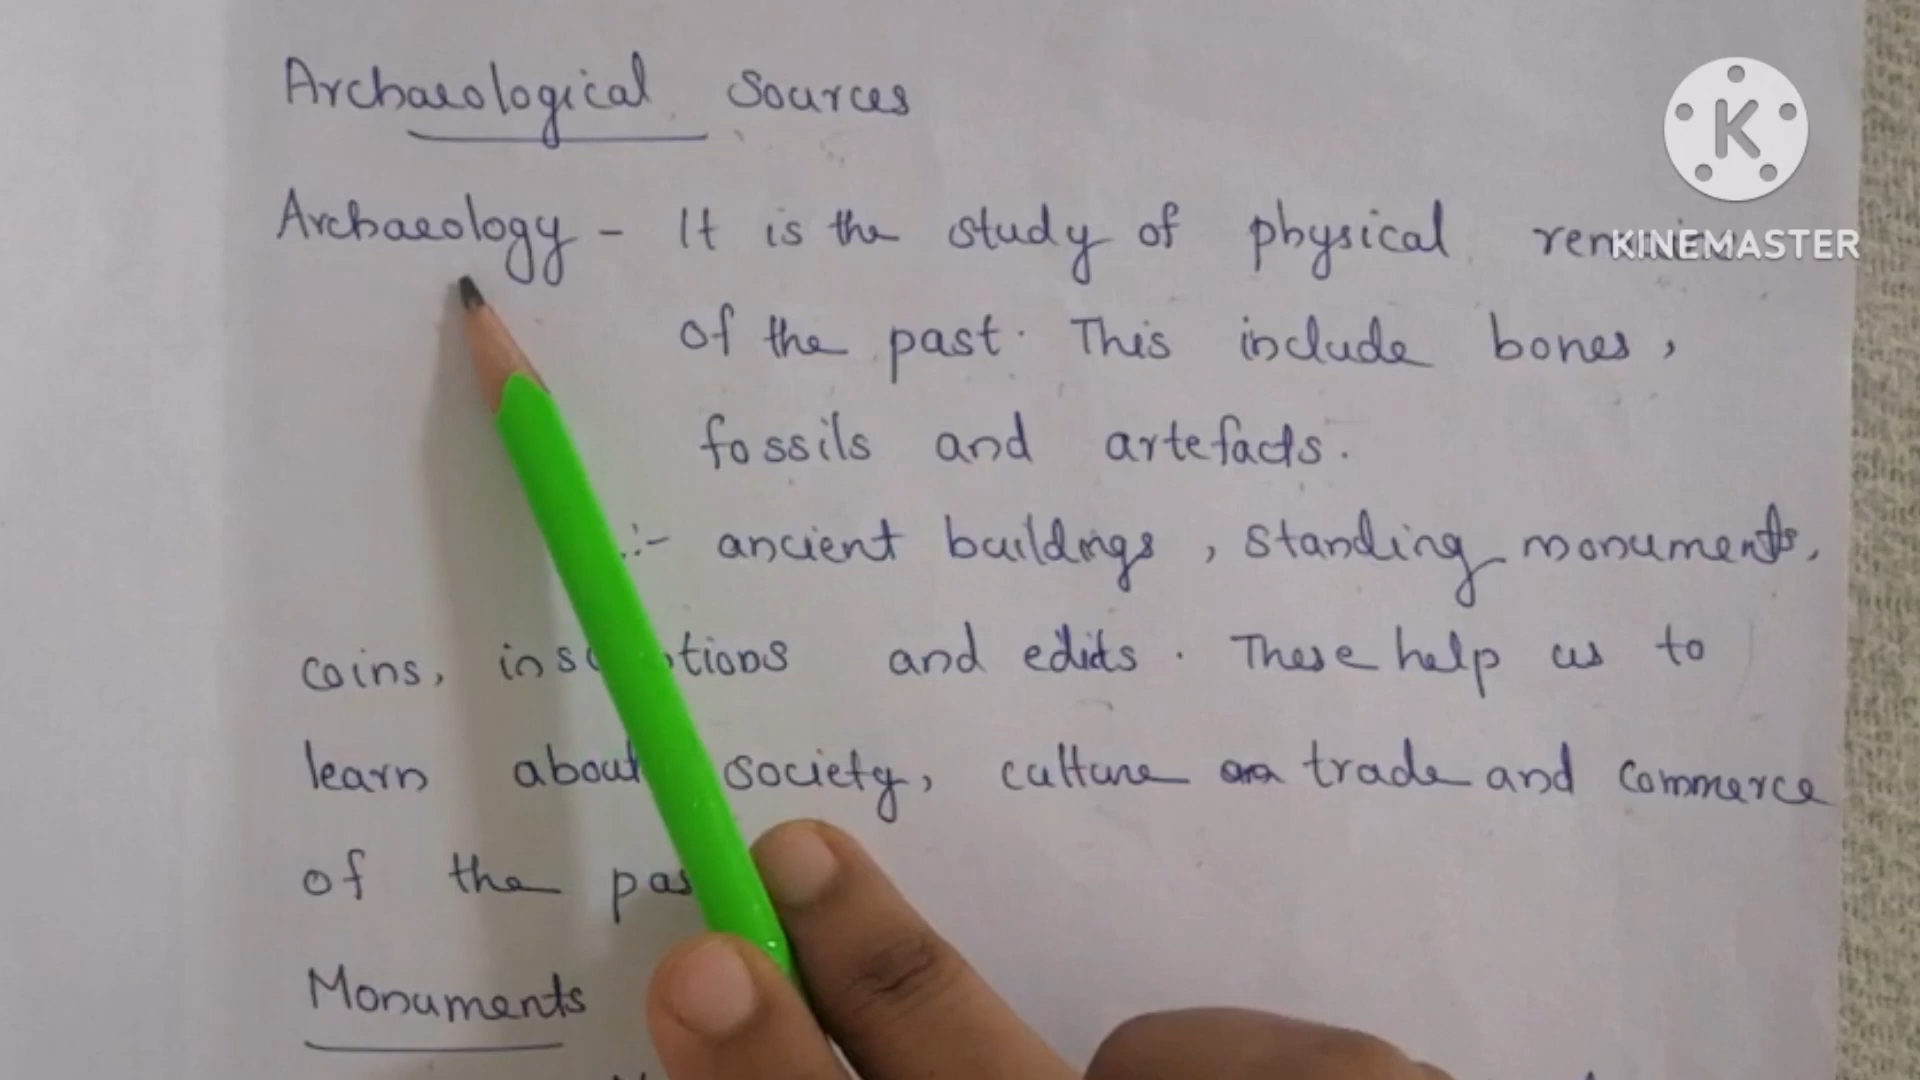 Archaeological Sources
Archaeology - It is the study of physical
KINEMASTER
of the past. This include bones,
fossils and artefacts.
:- ancient buildings, standing monuments,
coins, and edicts. These help us to
learn about society, culture trade and commerce
of the
Monuments